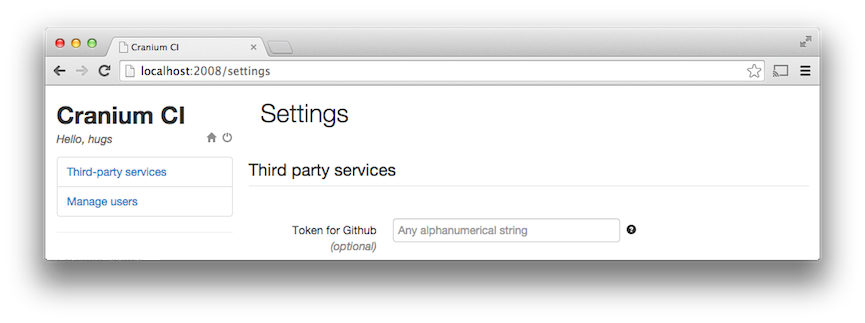 Cranium CI
localhost:2008/settings
Cranium CI
Hello, hugs
Third-party services
Manage users
Settings
Third party services
Token for Github
(optional)
Any alphanumerical string